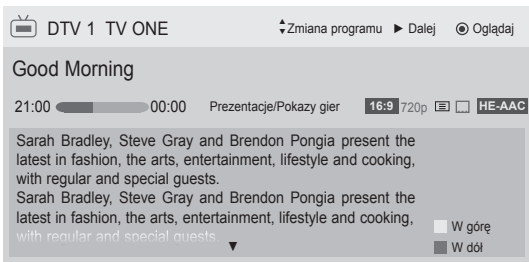 DTV 1 TV ONE Zmiana programu Dalej Oglądaj
Good Morning
21:00 00:00 Prezentacje/Pokazy gier 16:9 720p HE-AAC
Sarah Bradley, Steve Gray and Brendon Pongia present the
latest in fashion, the arts, entertainment, lifestyle and cooking,
with regular and special guests.
Sarah Bradley, Steve Gray and Brendon Pongia present the
latest in fashion, the arts, entertainment, lifestyle and cooking,
with regular and special guests.
W górę
W dół